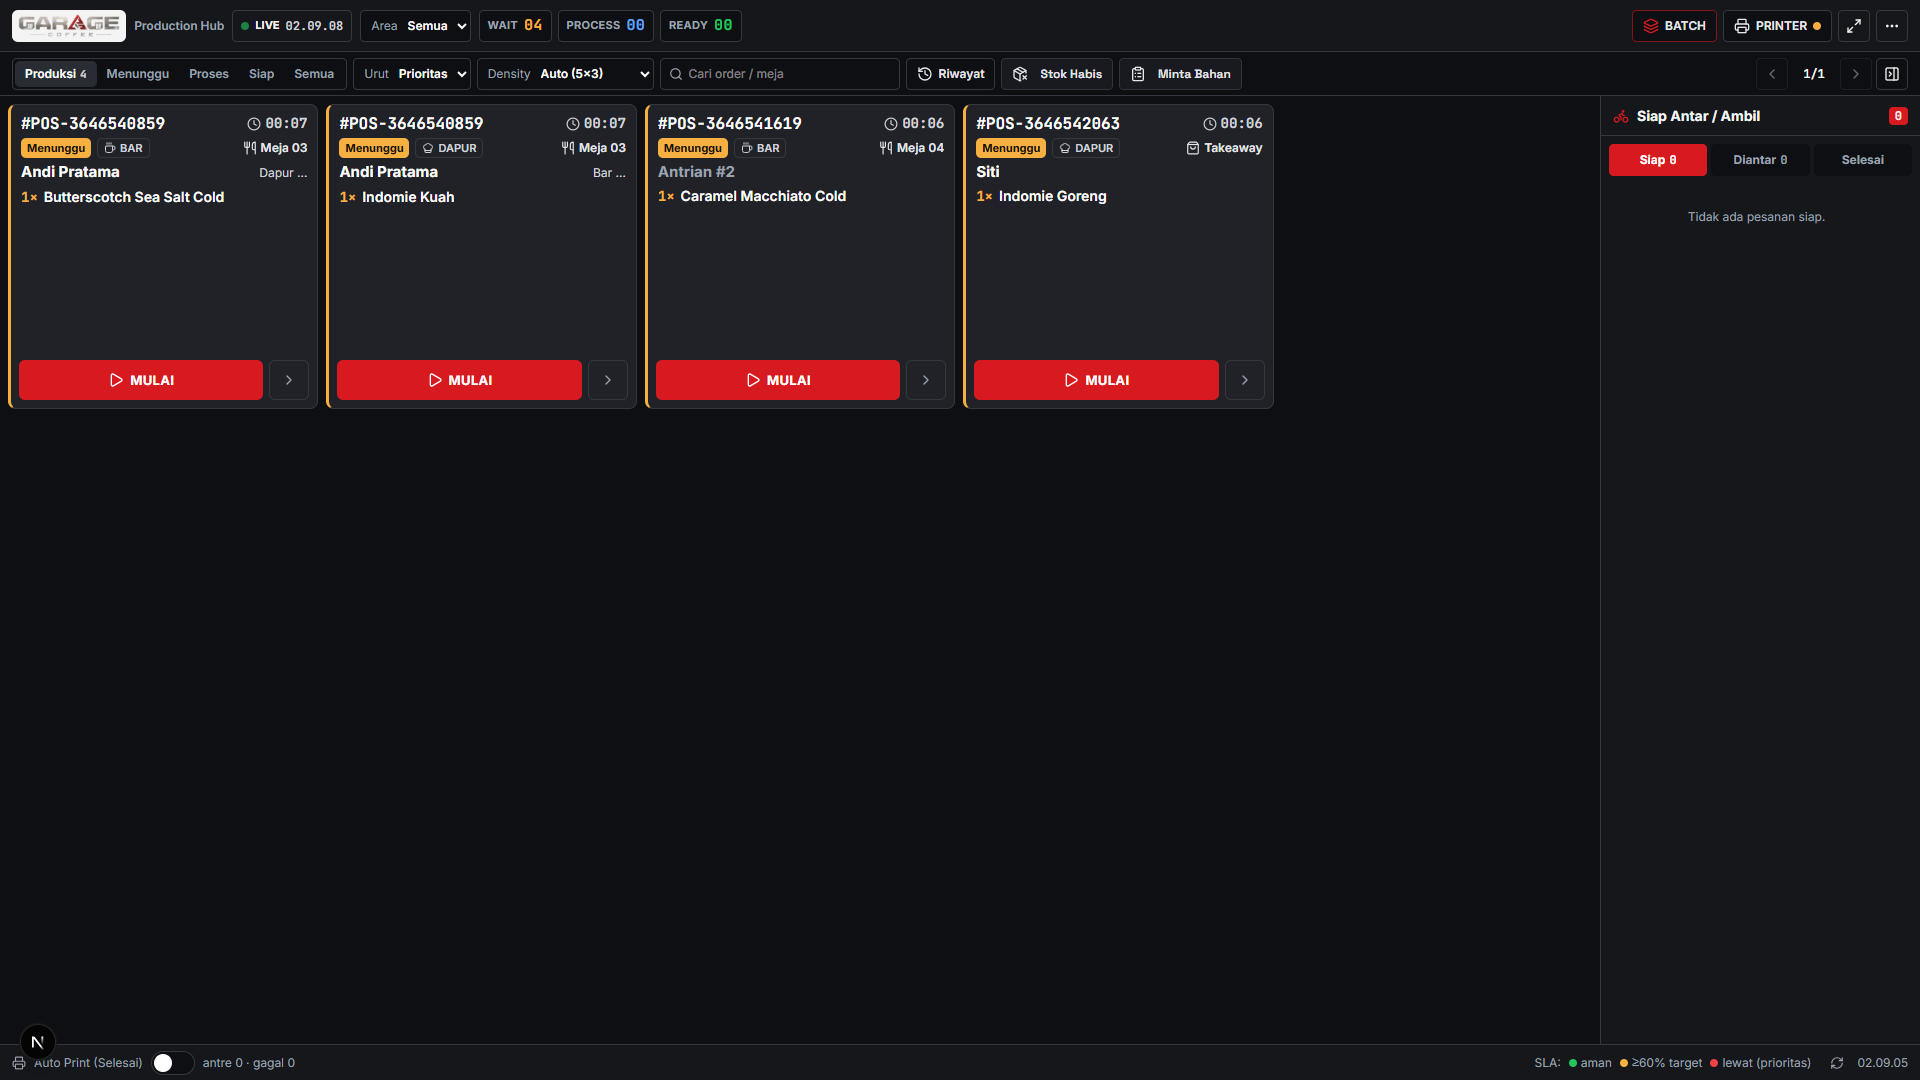 GARAGE
COFFEE
Production Hub
LIVE 02.09.08
Area Semua
WAIT 04
PROCESS 00
READY 00
BATCH
PRINTER
Produksi 4
Menunggu
Proses
Siap
Semua
Urut Prioritas
Density Auto (5×3)
Cari order / meja
Riwayat
Stok Habis
Minta Bahan
1/1
#POS-3646540859 00:07
Menunggu BAR Meja 03
Andi Pratama Dapur ...
1× Butterscotch Sea Salt Cold
MULAI
#POS-3646540859 00:07
Menunggu DAPUR Meja 03
Andi Pratama Bar ...
1× Indomie Kuah
MULAI
#POS-3646541619 00:06
Menunggu BAR Meja 04
Antrian #2
1× Caramel Macchiato Cold
MULAI
#POS-3646542063 00:06
Menunggu DAPUR Takeaway
Siti
1× Indomie Goreng
MULAI
Siap Antar / Ambil 0
Siap 0
Diantar 0
Selesai
Tidak ada pesanan siap.
N
Auto Print (Selesai)
antre 0 · gagal 0
SLA: aman ≥60% target lewat (prioritas)
02.09.05